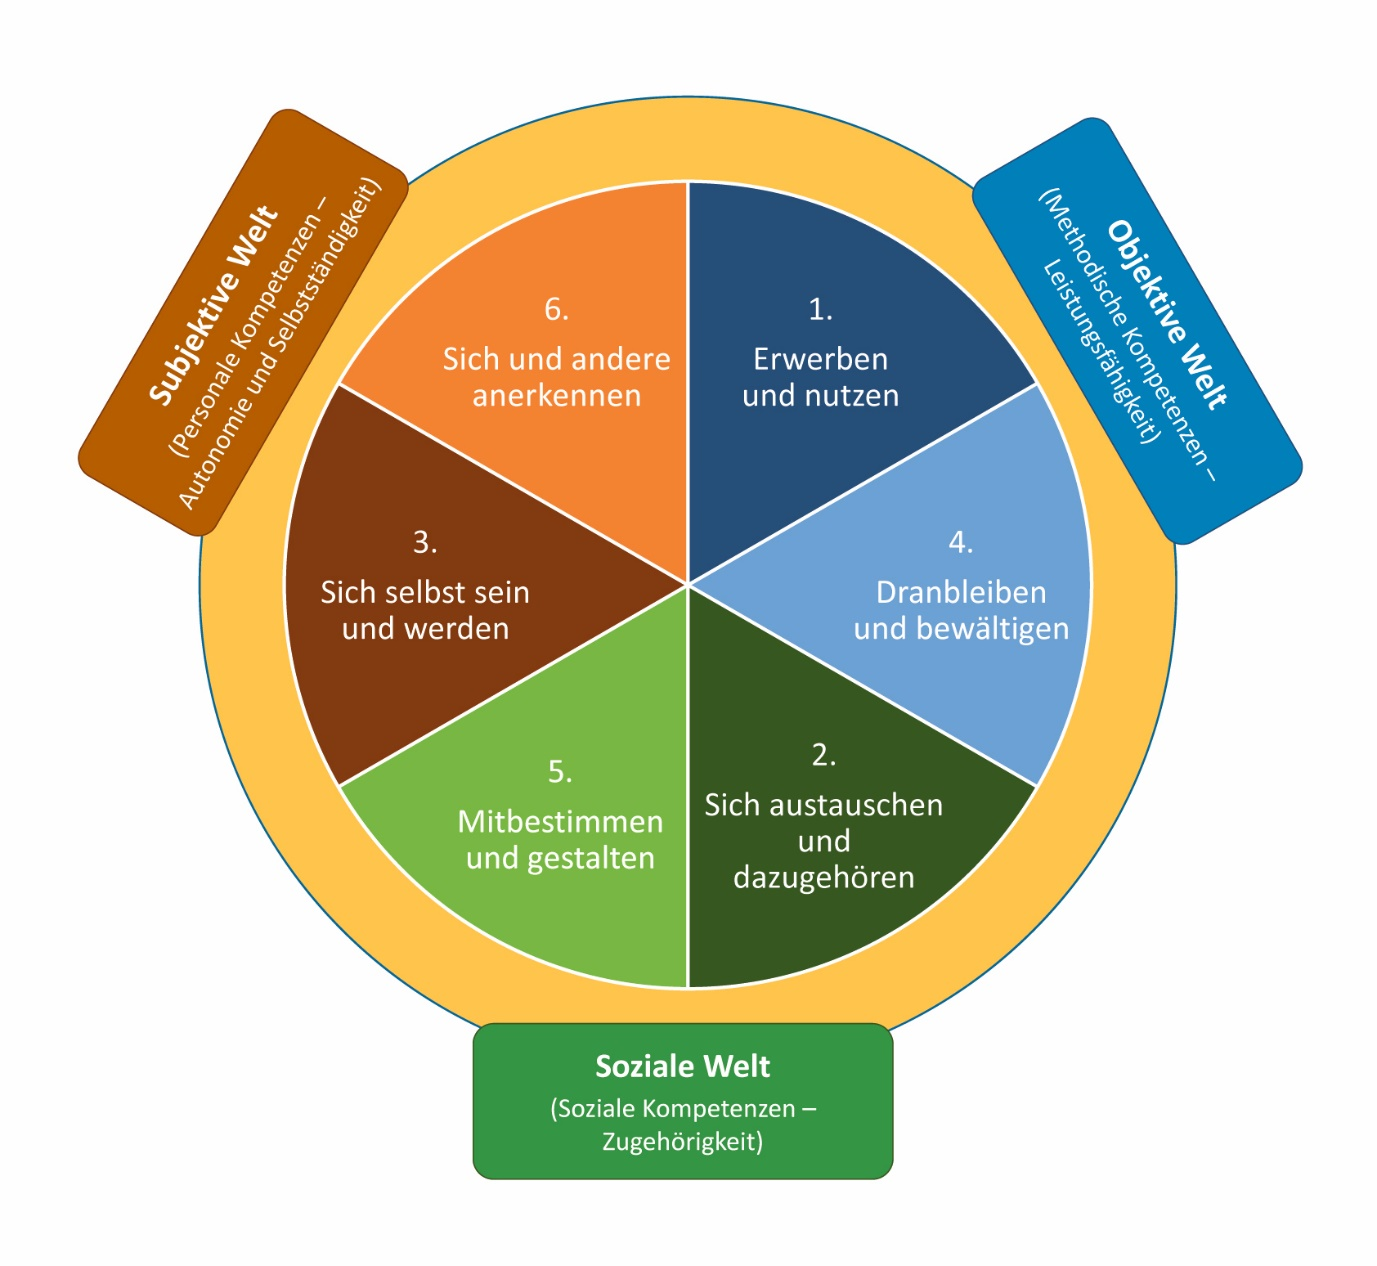 Subjektive Welt
(Personale Kompetenzen –
Autonomie und Selbstständigkeit)
Objektive Welt
(Methodische Kompetenzen –
Leistungsfähigkeit)
6.
Sich und andere
anerkennen
1.
Erwerben
und nutzen
3.
Sich selbst sein
und werden
4.
Dranbleiben
und bewältigen
5.
Mitbestimmen
und gestalten
2.
Sich austauschen
und
dazugehören
Soziale Welt
(Soziale Kompetenzen –
Zugehörigkeit)